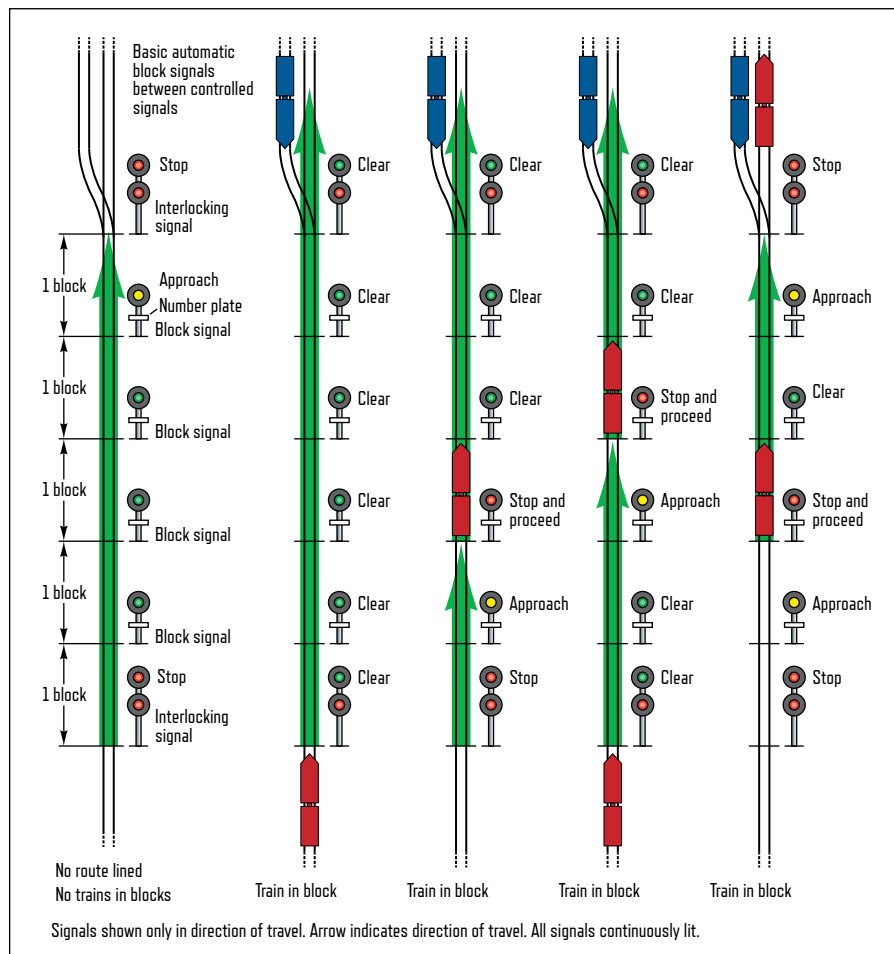 Basic automatic
block signals
between controlled
signals
Stop
Interlocking
signal
1 block
Approach
Number plate
Block signal
1 block
Block signal
1 block
Block signal
1 block
Block signal
1 block
Stop
Interlocking
signal
No route lined
No trains in blocks
Clear
Clear
Clear
Clear
Clear
Clear
Train in block
Clear
Clear
Clear
Stop and
proceed
Approach
Stop
Train in block
Clear
Clear
Stop and
proceed
Approach
Clear
Clear
Train in block
Stop
Approach
Clear
Stop and
proceed
Approach
Stop
Train in block
Signals shown only in direction of travel. Arrow indicates direction of travel. All signals continuously lit.